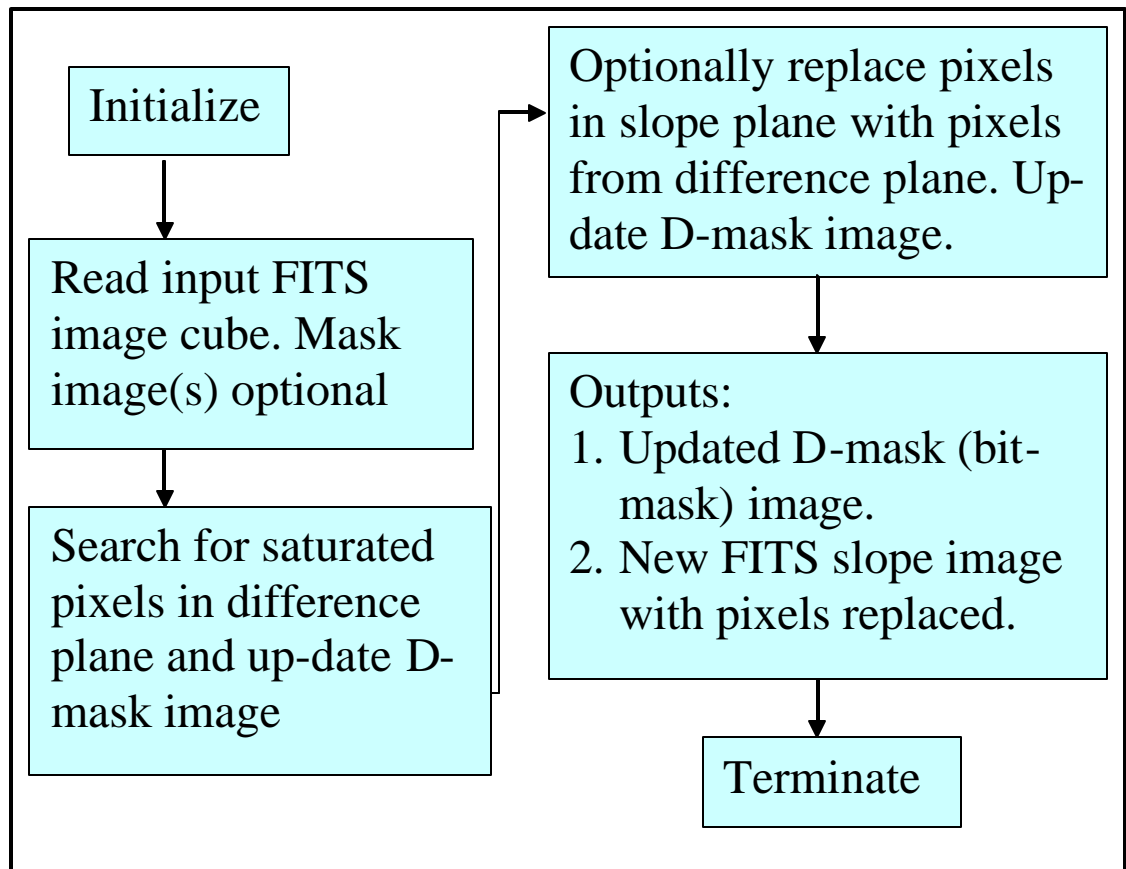 Initialize
Read input FITS
image cube. Mask
image(s) optional
Search for saturated
pixels in difference
plane and up-date D-
mask image
Optionally replace pixels
in slope plane with pixels
from difference plane. Up-
date D-mask image.
Outputs:
1. Updated D-mask (bit-
mask) image.
2. New FITS slope image
with pixels replaced.
Terminate